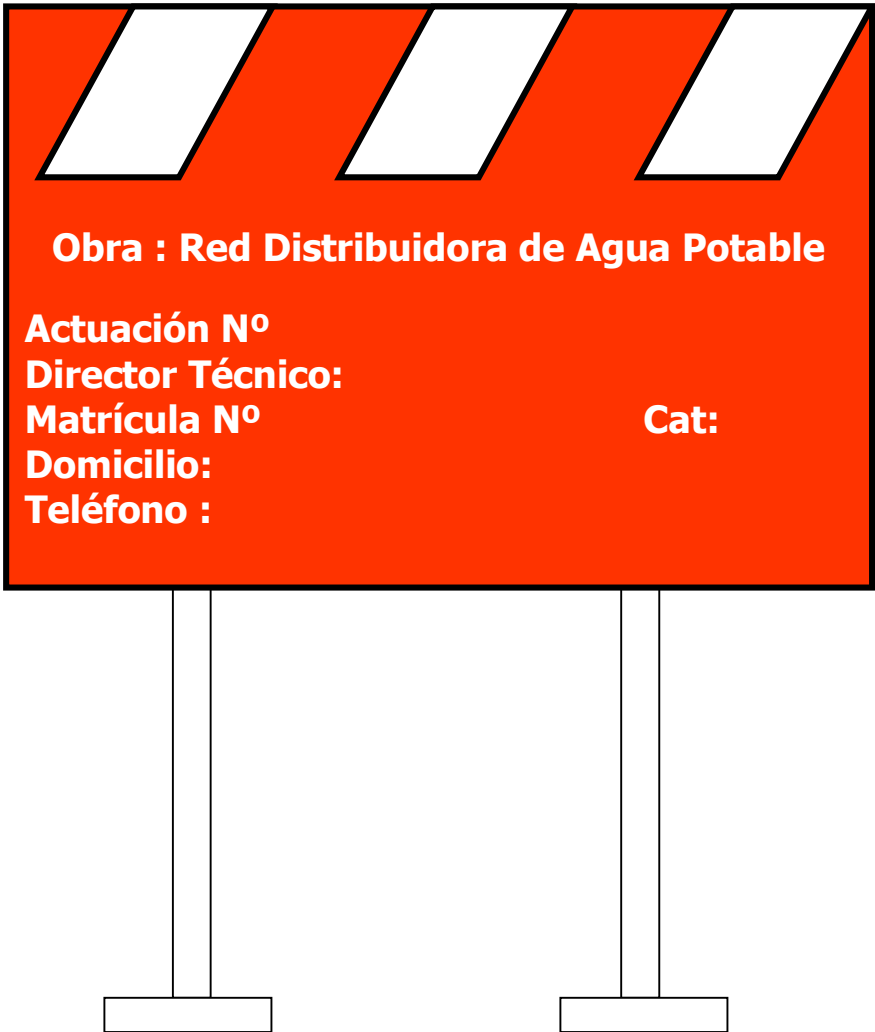 Obra : Red Distribuidora de Agua Potable
Actuación Nº
Director Técnico:
Matrícula Nº Cat:
Domicilio:
Teléfono :